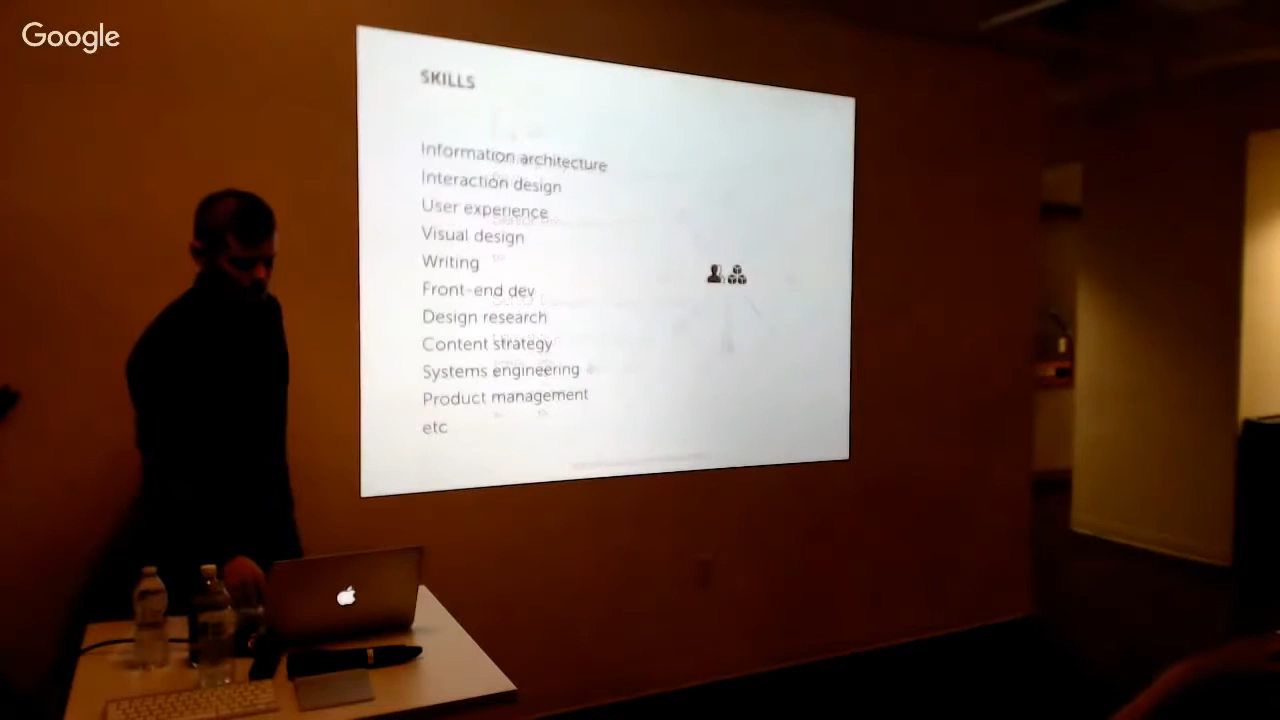 Google
SKILLS
Information architecture
Interaction design
User experience
Visual design
Writing
Front-end dev
Design research
Content strategy
Systems engineering
Product management
etc